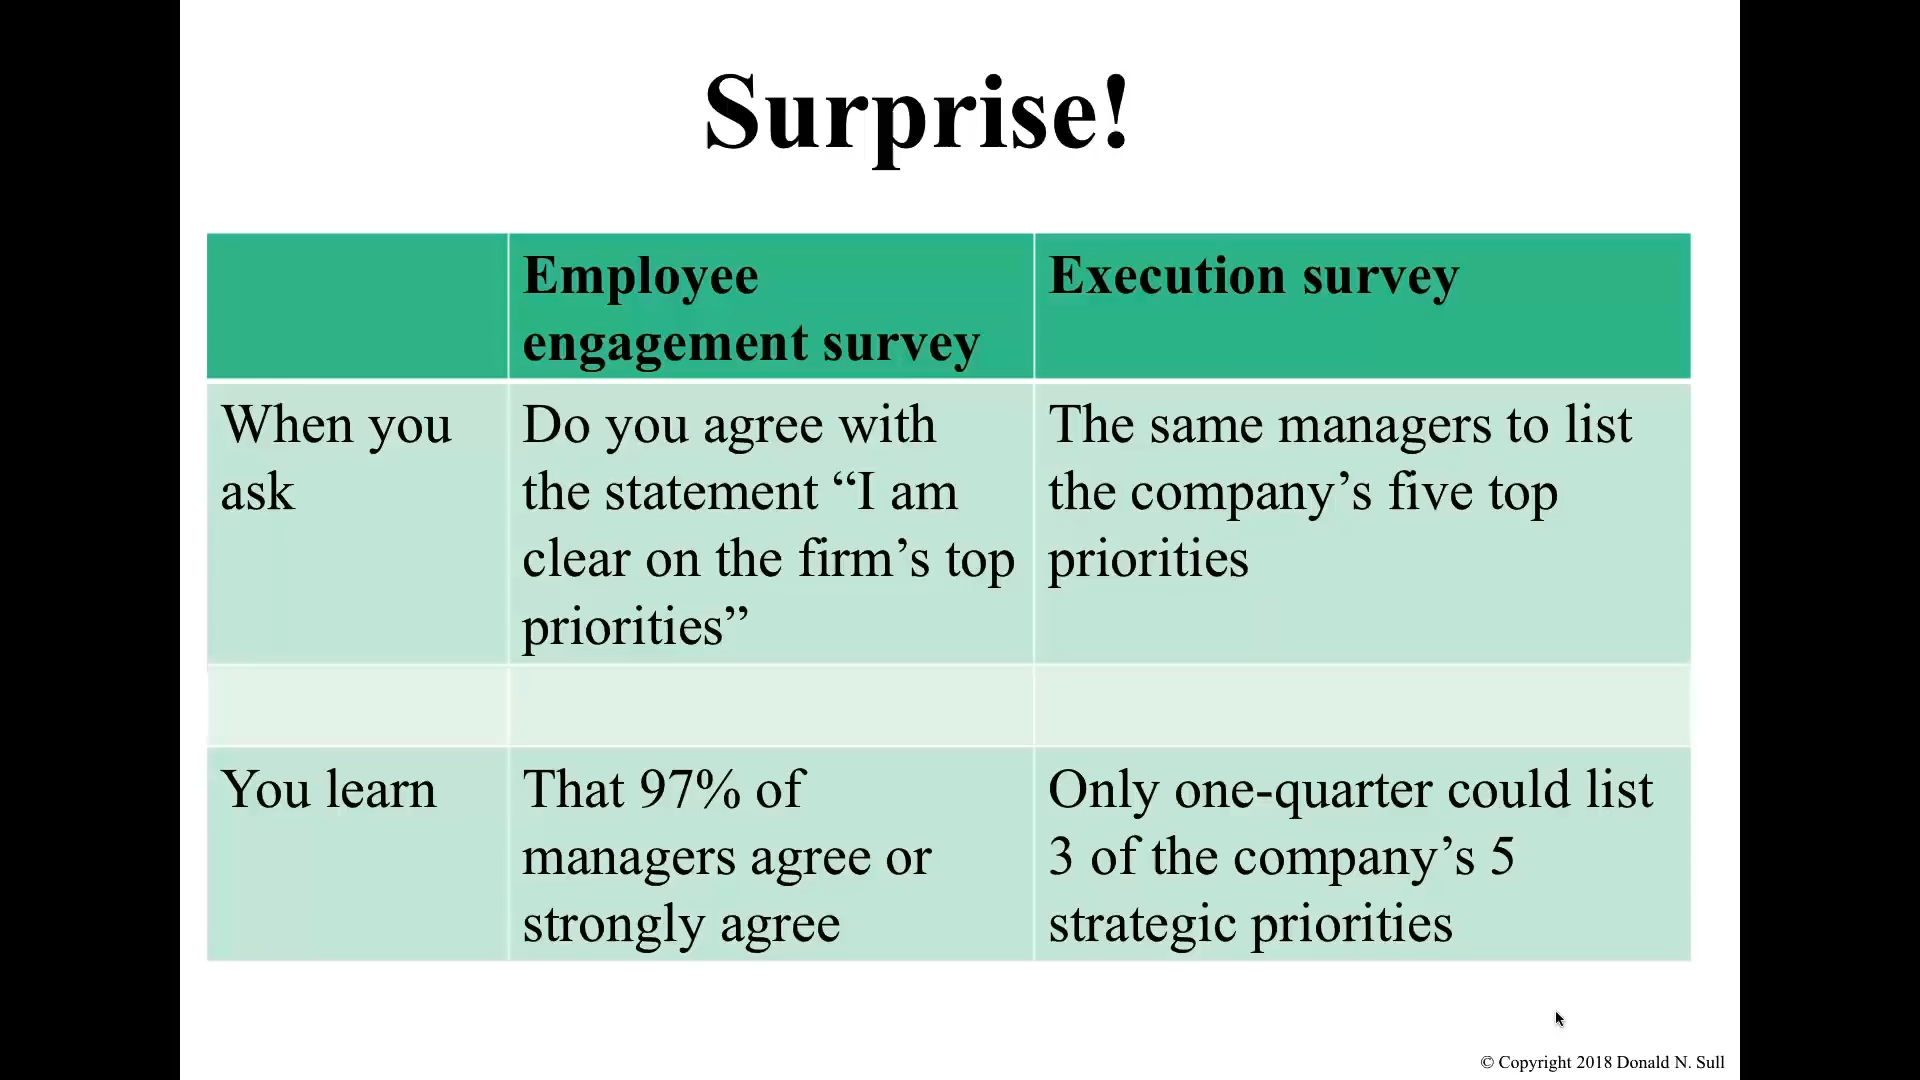 Surprise!
Employee
engagement survey
Execution survey
When you
ask
Do you agree with
the statement “I am
clear on the firm’s top
priorities”
The same managers to list
the company’s five top
priorities
You learn
That 97% of
managers agree or
strongly agree
Only one-quarter could list
3 of the company’s 5
strategic priorities
© Copyright 2018 Donald N. Sull